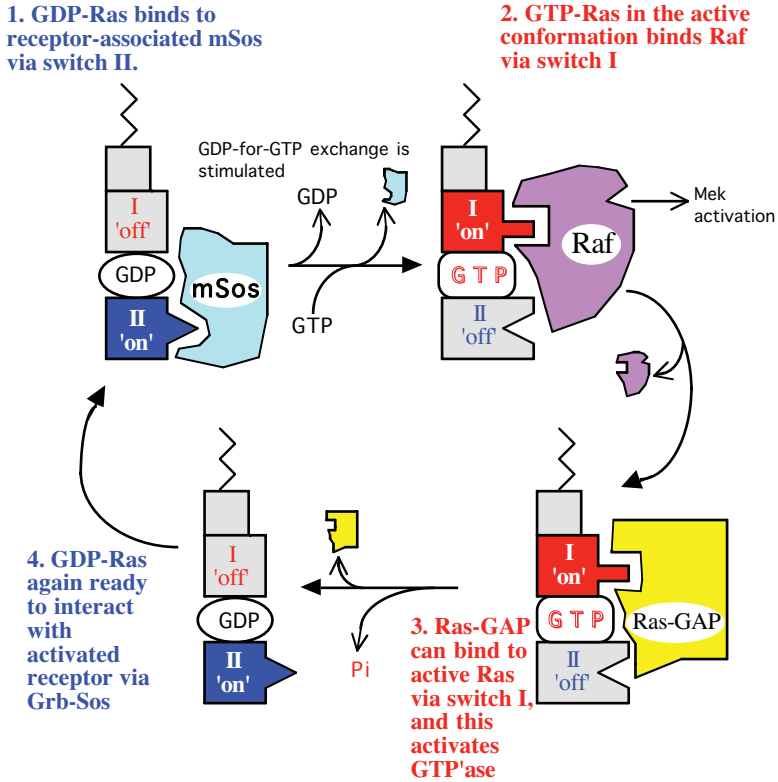 1. GDP-Ras binds to
receptor-associated mSos
via switch II.
2. GTP-Ras in the active
conformation binds Raf
via switch I
GDP-for-GTP exchange is
stimulated
I
'off'
GDP
II
'on'
mSos
GDP
GTP
I
'on'
GTP
II
'off'
Raf
Mek
activation
I
'on'
GTP
II
'off'
Ras-GAP
3. Ras-GAP
can bind to
active Ras
via switch I,
and this
activates
GTP'ase
Pi
I
'off'
GDP
II
'on'
4. GDP-Ras
again ready
to interact
with
activated
receptor via
Grb-Sos